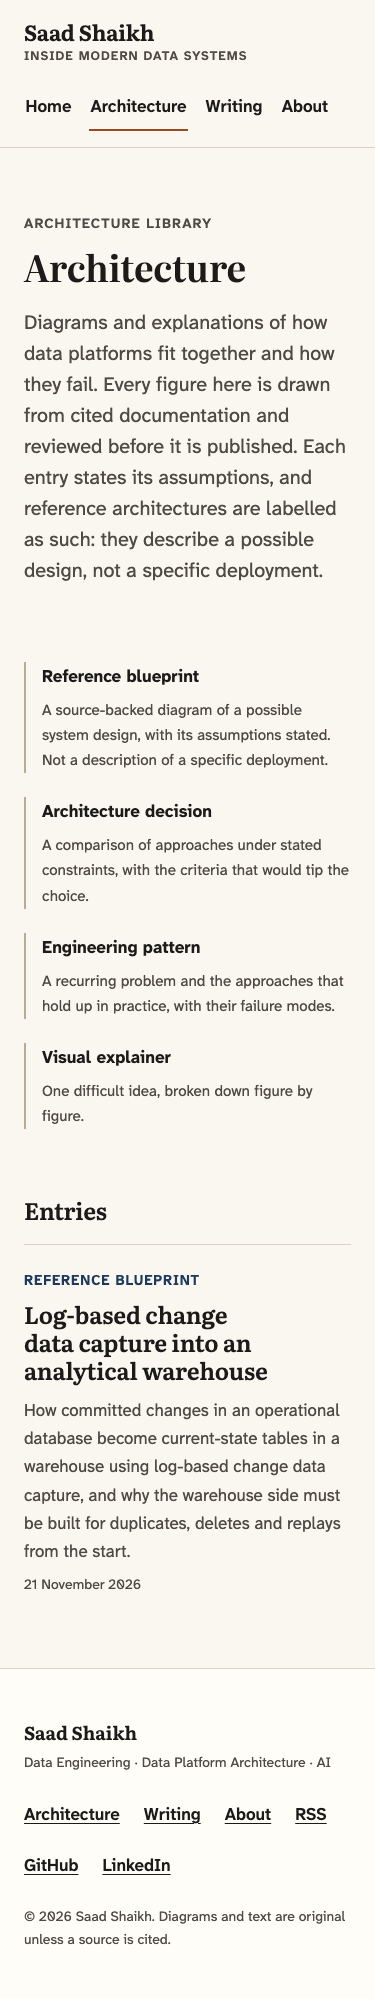 Saad Shaikh
INSIDE MODERN DATA SYSTEMS
Home Architecture Writing About
ARCHITECTURE LIBRARY
Architecture
Diagrams and explanations of how
data platforms fit together and how
they fail. Every figure here is drawn
from cited documentation and
reviewed before it is published. Each
entry states its assumptions, and
reference architectures are labelled
as such: they describe a possible
design, not a specific deployment.
Reference blueprint
A source-backed diagram of a possible
system design, with its assumptions stated.
Not a description of a specific deployment.
Architecture decision
A comparison of approaches under stated
constraints, with the criteria that would tip the
choice.
Engineering pattern
A recurring problem and the approaches that
hold up in practice, with their failure modes.
Visual explainer
One difficult idea, broken down figure by
figure.
Entries
REFERENCE BLUEPRINT
Log-based change
data capture into an
analytical warehouse
How committed changes in an operational
database become current-state tables in a
warehouse using log-based change data
capture, and why the warehouse side must
be built for duplicates, deletes and replays
from the start.
21 November 2026
Saad Shaikh
Data Engineering · Data Platform Architecture · AI
Architecture Writing About RSS
GitHub LinkedIn
© 2026 Saad Shaikh. Diagrams and text are original
unless a source is cited.